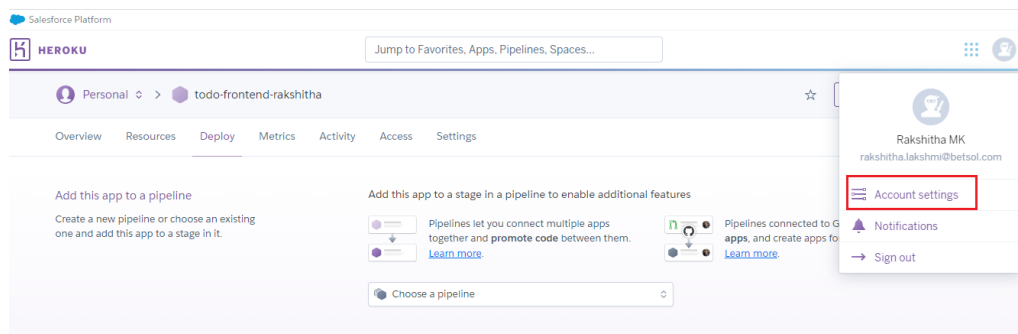 Salesforce Platform
HEROKU
Jump to Favorites, Apps, Pipelines, Spaces...
Personal > todo-frontend-rakshitha
Overview Resources Deploy Metrics Activity Access Settings
Rakshitha MK
rakshitha.lakshmi@betsol.com
Account settings
Notifications
Sign out
Add this app to a pipeline
Create a new pipeline or choose an existing
one and add this app to a stage in it.
Add this app to a stage in a pipeline to enable additional features
Pipelines let you connect multiple apps
together and promote code between them.
Learn more.
Pipelines connected to G
apps, and create apps fo
Learn more.
Choose a pipeline